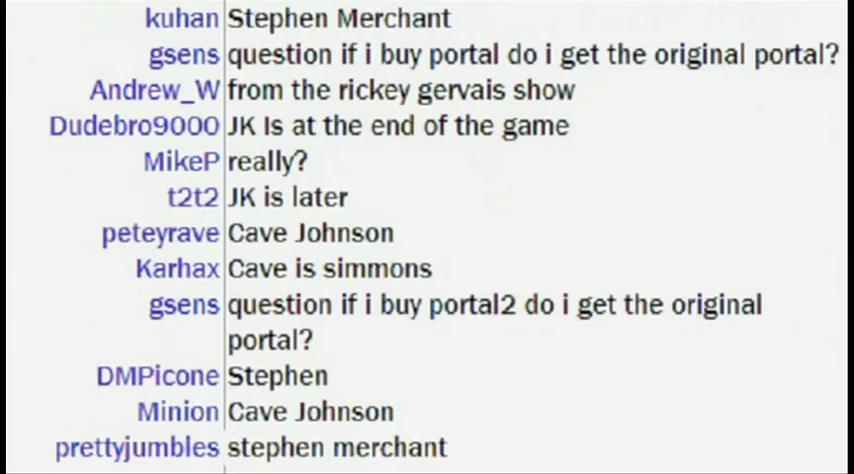 kuhan Stephen Merchant
gsens question if i buy portal do i get the original portal?
Andrew_W from the rickey gervais show
Dudebro9000 JK Is at the end of the game
MikeP really?
t2t2 JK is later
peteyrave Cave Johnson
Karhax Cave is simmons
gsens question if i buy portal2 do i get the original
portal?
DMPicone Stephen
Minion Cave Johnson
prettyjumbles stephen merchant